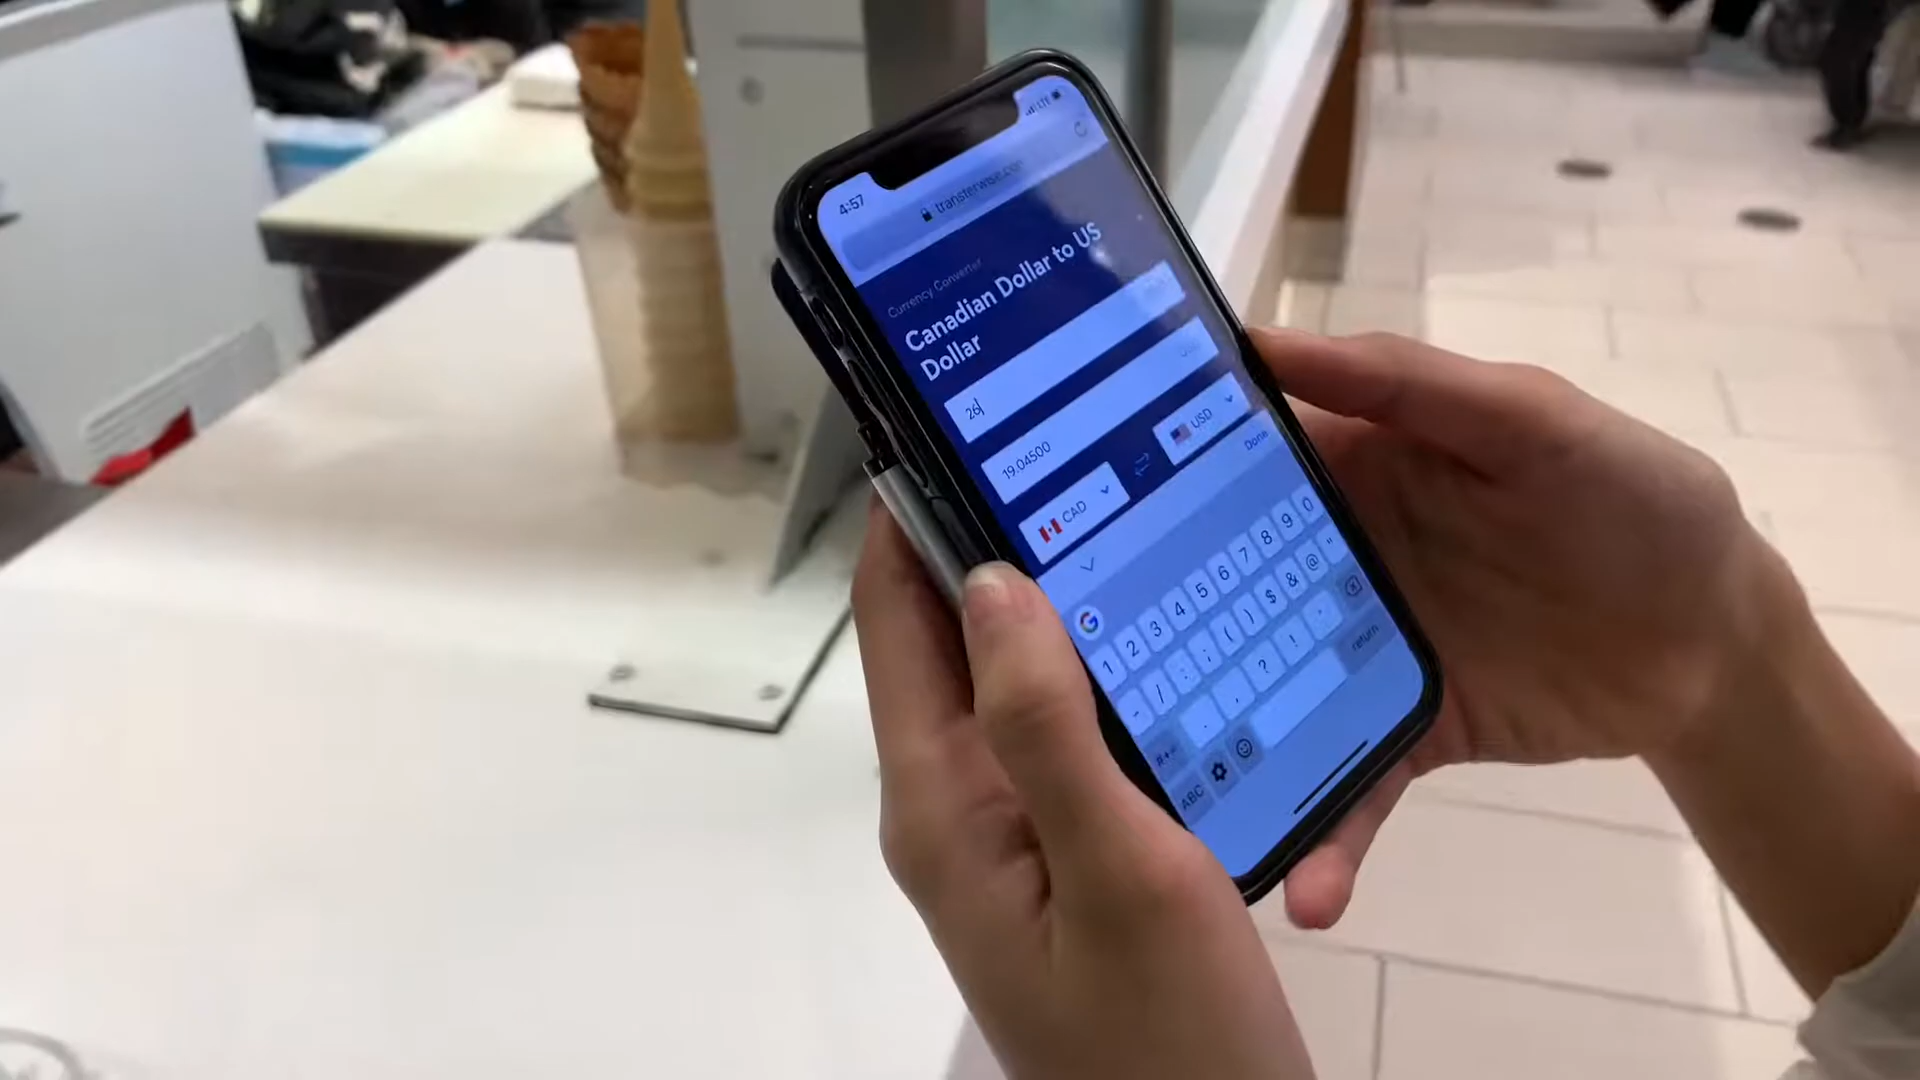 4:57
LTE
transferwise.com
Currency Converter
Canadian Dollar to US
Dollar
26
19.04500
CAD
USD
Done
1 2 3 4 5 6 7 8 9 0
- / : ; ( ) $ & @ "
#+= . , ? ! '
ABC return